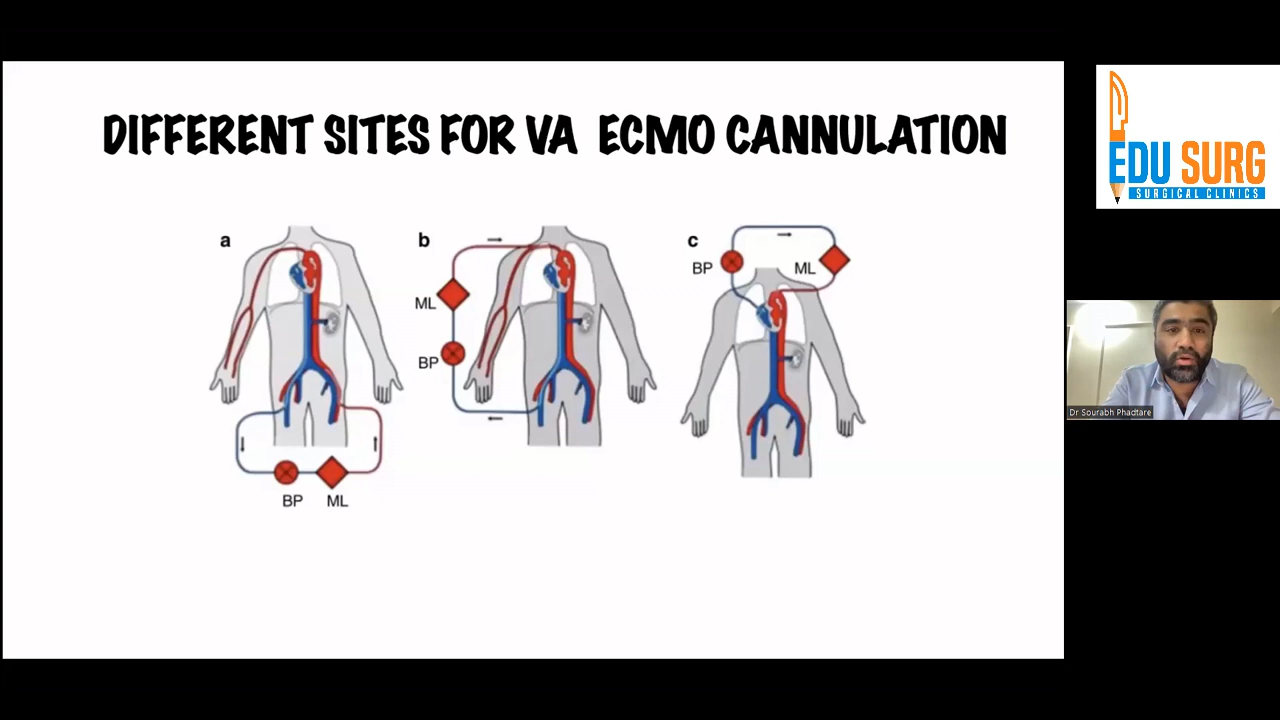 DIFFERENT SITES FOR VA ECMO CANNULATION
a
b
c
ML
BP
BP
ML
BP ML
EDU SURG
SURGICAL CLINICS
Dr Sourabh Phadtare